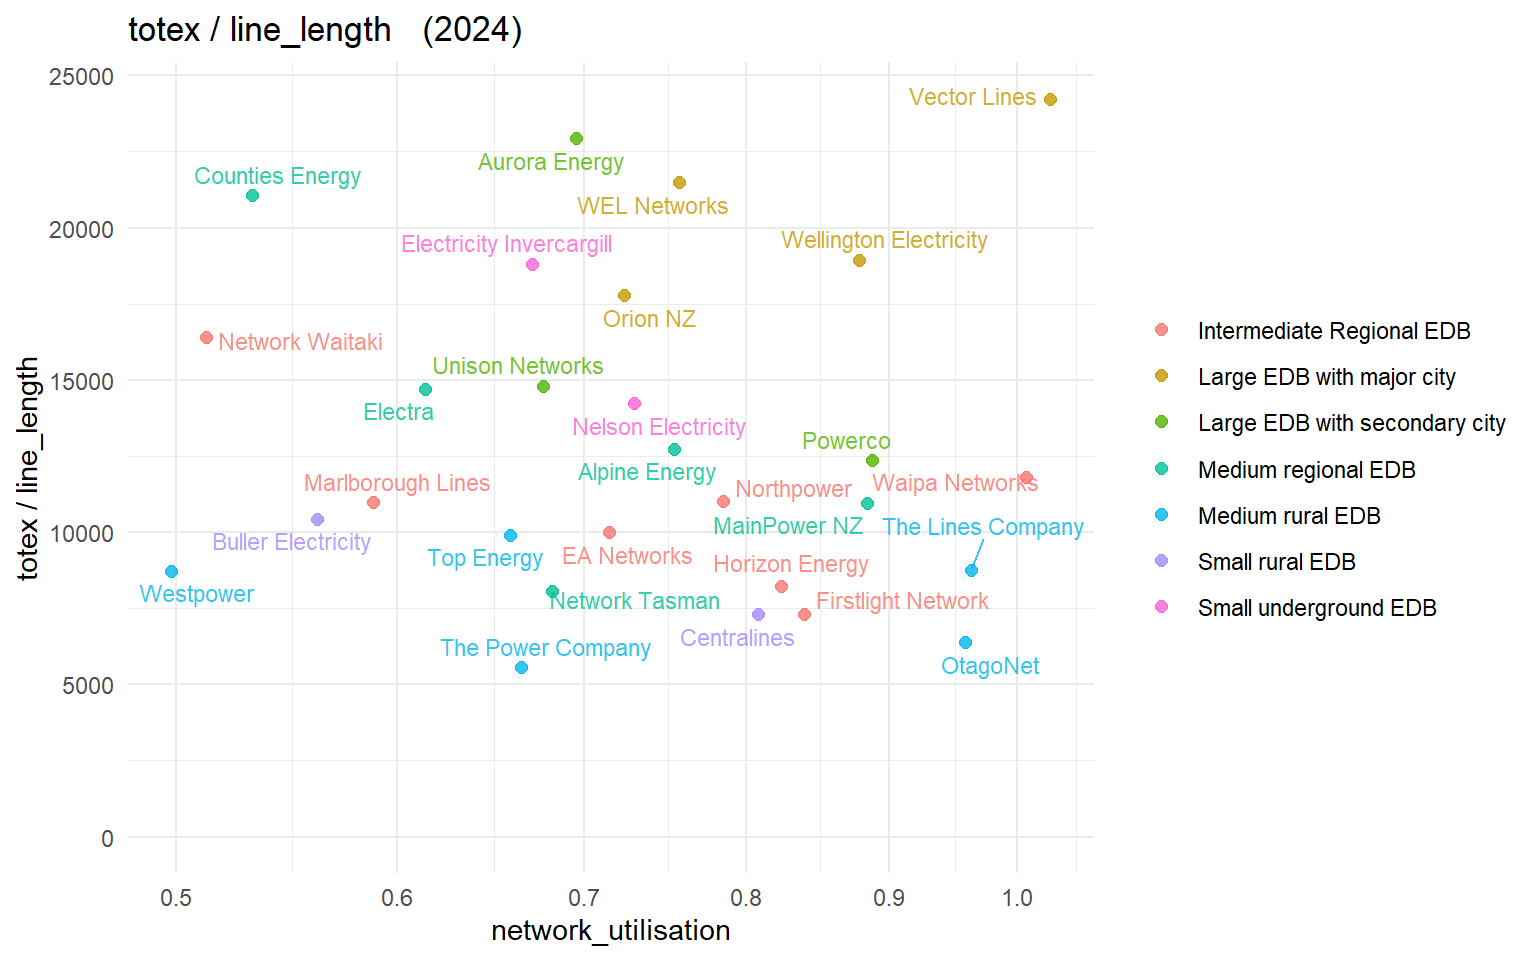 totex / line_length (2024)
25000
20000
15000
10000
5000
0
totex / line_length
Vector Lines
Aurora Energy
Counties Energy
WEL Networks
Wellington Electricity
Electricity Invercargill
Orion NZ
Network Waitaki
Unison Networks
Electra
Nelson Electricity
Powerco
Alpine Energy
Marlborough Lines
Northpower
Waipa Networks
MainPower NZ
The Lines Company
Buller Electricity
Top Energy
EA Networks
Horizon Energy
Westpower
Network Tasman
Firstlight Network
Centralines
The Power Company
OtagoNet
0.5
0.6
0.7
0.8
0.9
1.0
network_utilisation
Intermediate Regional EDB
Large EDB with major city
Large EDB with secondary city
Medium regional EDB
Medium rural EDB
Small rural EDB
Small underground EDB